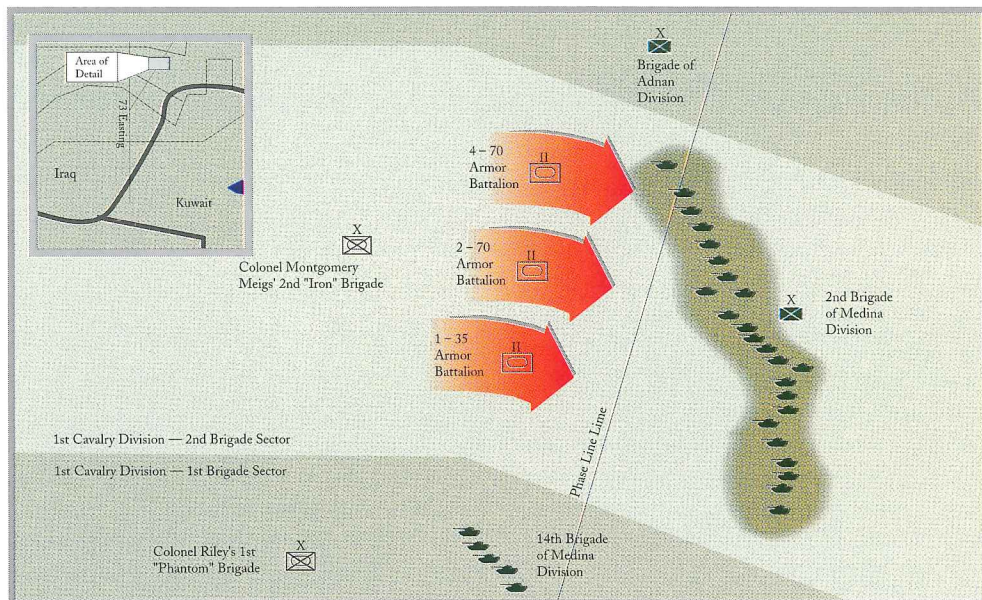 Area of
Detail
73 Easting
Iraq
Kuwait
X
Brigade of
Adnan
Division
4 – 70
Armor
Battalion
II
X
Colonel Montgomery
Meigs' 2nd "Iron" Brigade
2 – 70
Armor
Battalion
II
X
2nd Brigade
of Medina
Division
1 – 35
Armor
Battalion
II
Phase Line Lime
1st Cavalry Division — 2nd Brigade Sector
1st Cavalry Division — 1st Brigade Sector
Colonel Riley's 1st
"Phantom" Brigade
X
14th Brigade
of Medina
Division